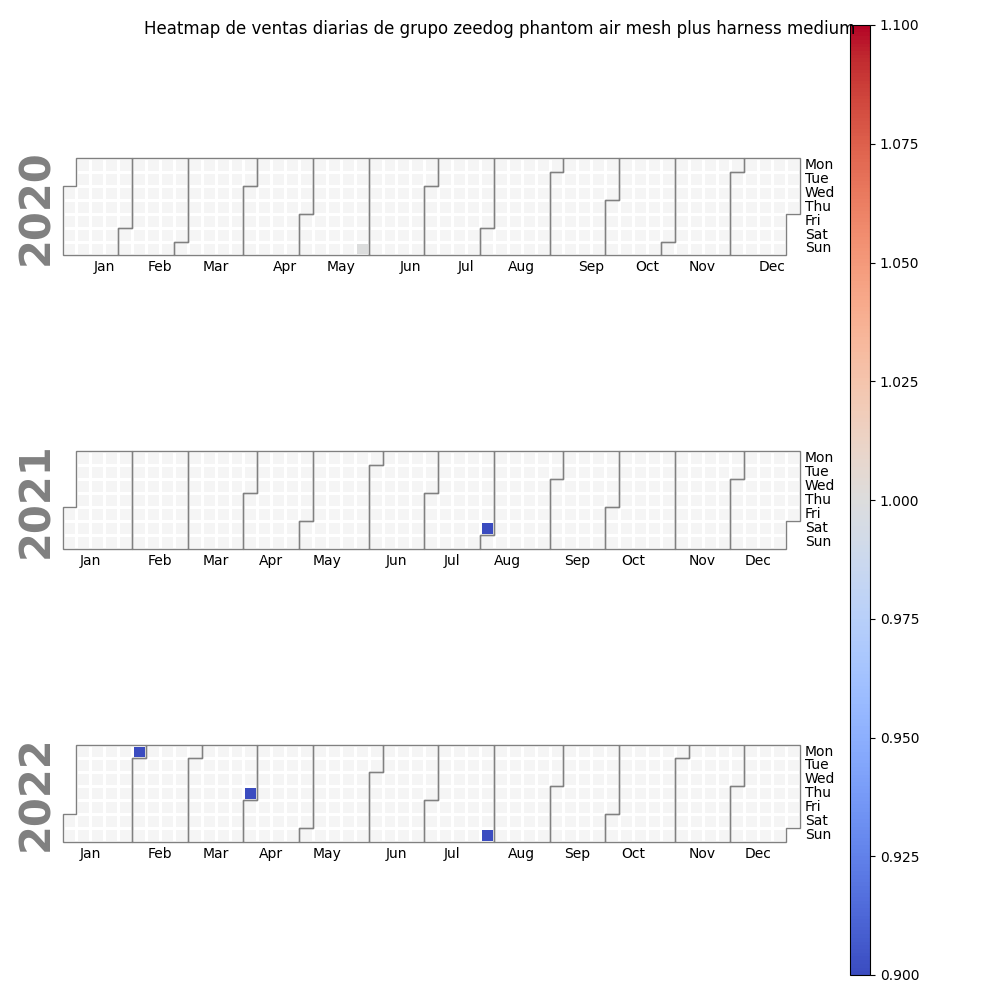 Heatmap de ventas diarias de grupo zeedog phantom air mesh plus harness medium
2020
Mon
Tue
Wed
Thu
Fri
Sat
Sun
Jan Feb Mar Apr May Jun Jul Aug Sep Oct Nov Dec
2021
Mon
Tue
Wed
Thu
Fri
Sat
Sun
Jan Feb Mar Apr May Jun Jul Aug Sep Oct Nov Dec
2022
Mon
Tue
Wed
Thu
Fri
Sat
Sun
Jan Feb Mar Apr May Jun Jul Aug Sep Oct Nov Dec
1.100
1.075
1.050
1.025
1.000
0.975
0.950
0.925
0.900